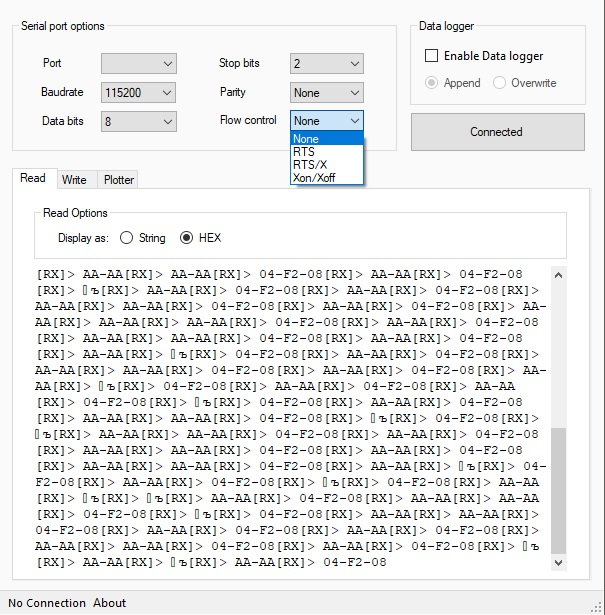 Serial port options
Data logger
Port
Stop bits
2
Enable Data logger
Baudrate
115200
Parity
None
Append
Overwrite
Data bits
8
Flow control
None
Connected
None
RTS
RTS/X
Xon/Xoff
Read
Write
Plotter
Read Options
Display as:
String
HEX
[RX]> AA-AA[RX]> AA-AA[RX]> 04-F2-08[RX]> AA-AA[RX]> 04-F2-08
[RX]> ▯ъ[RX]> AA-AA[RX]> 04-F2-08[RX]> AA-AA[RX]> 04-F2-08[RX]>
AA-AA[RX]> AA-AA[RX]> 04-F2-08[RX]> AA-AA[RX]> 04-F2-08[RX]> AA-
AA[RX]> AA-AA[RX]> AA-AA[RX]> 04-F2-08[RX]> AA-AA[RX]> 04-F2-08
[RX]> AA-AA[RX]> AA-AA[RX]> 04-F2-08[RX]> AA-AA[RX]> 04-F2-08
[RX]> AA-AA[RX]> ▯ъ[RX]> 04-F2-08[RX]> AA-AA[RX]> 04-F2-08[RX]>
AA-AA[RX]> AA-AA[RX]> 04-F2-08[RX]> AA-AA[RX]> 04-F2-08[RX]> AA-
AA[RX]> ▯ъ[RX]> 04-F2-08[RX]> AA-AA[RX]> 04-F2-08[RX]> AA-AA
[RX]> 04-F2-08[RX]> ▯ъ[RX]> 04-F2-08[RX]> AA-AA[RX]> 04-F2-08
[RX]> AA-AA[RX]> AA-AA[RX]> 04-F2-08[RX]> ▯ъ[RX]> 04-F2-08[RX]>
▯ъ[RX]> AA-AA[RX]> 04-F2-08[RX]> AA-AA[RX]> AA-AA[RX]> 04-F2-08
[RX]> AA-AA[RX]> AA-AA[RX]> 04-F2-08[RX]> AA-AA[RX]> 04-F2-08
[RX]> AA-AA[RX]> AA-AA[RX]> 04-F2-08[RX]> AA-AA[RX]> ▯ъ[RX]> 04-
F2-08[RX]> AA-AA[RX]> 04-F2-08[RX]> ▯ъ[RX]> 04-F2-08[RX]> AA-AA
[RX]> ▯ъ[RX]> ▯ъ[RX]> AA-AA[RX]> 04-F2-08[RX]> AA-AA[RX]> AA-AA
[RX]> 04-F2-08[RX]> 04-F2-08[RX]> ▯ъ[RX]> AA-AA[RX]> AA-AA[RX]>
04-F2-08[RX]> AA-AA[RX]> AA-AA[RX]> 04-F2-08[RX]> 04-F2-08[RX]>
AA-AA[RX]> AA-AA[RX]> AA-AA[RX]> 04-F2-08[RX]> AA-AA[RX]> ▯ъ
[RX]> AA-AA[RX]> ▯ъ[RX]> AA-AA[RX]> 04-F2-08
No Connection
About